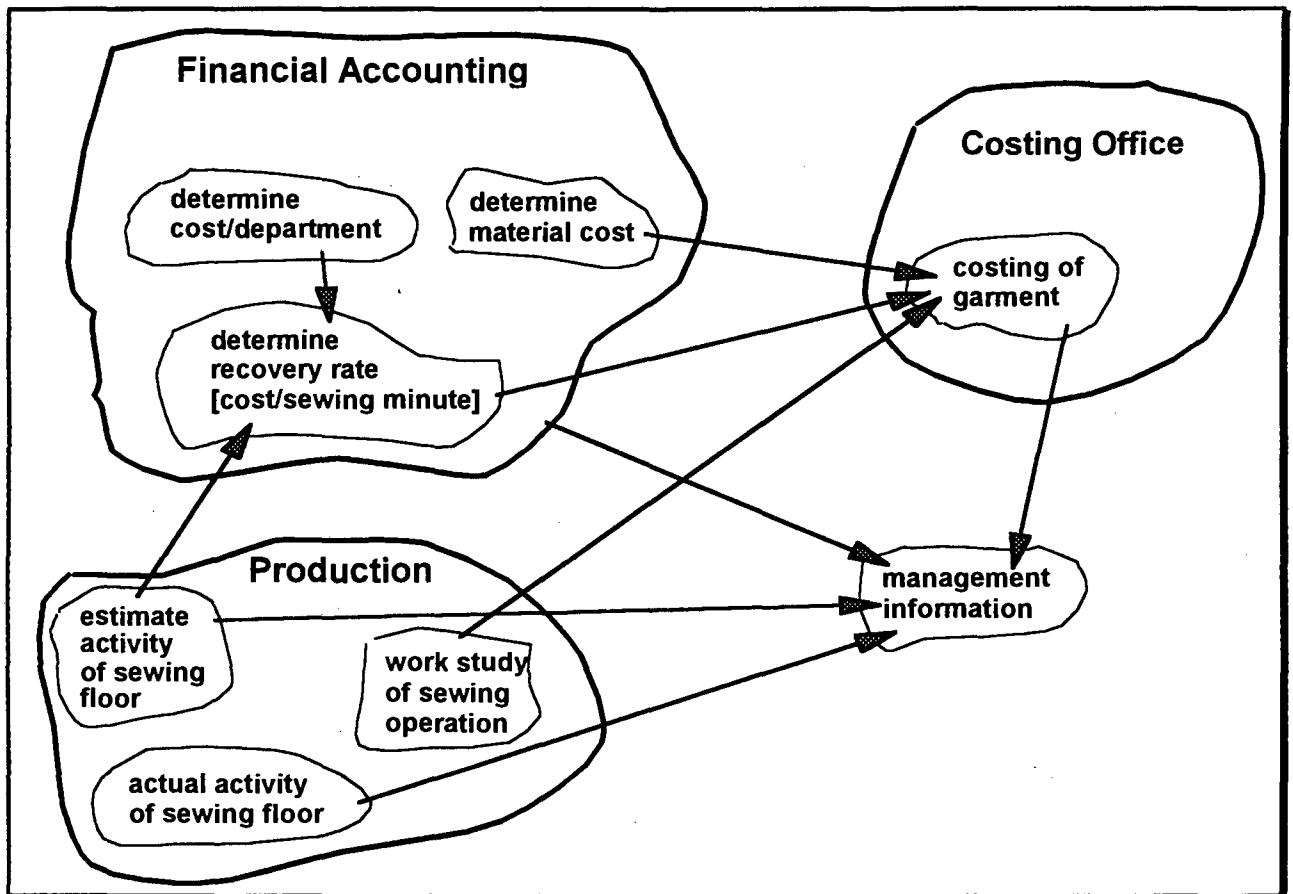 Financial Accounting
determine
cost/department
determine
material cost
determine
recovery rate
[cost/sewing minute]
Costing Office
costing of
garment
Production
estimate
activity
of sewing
floor
work study
of sewing
operation
actual activity
of sewing floor
management
information